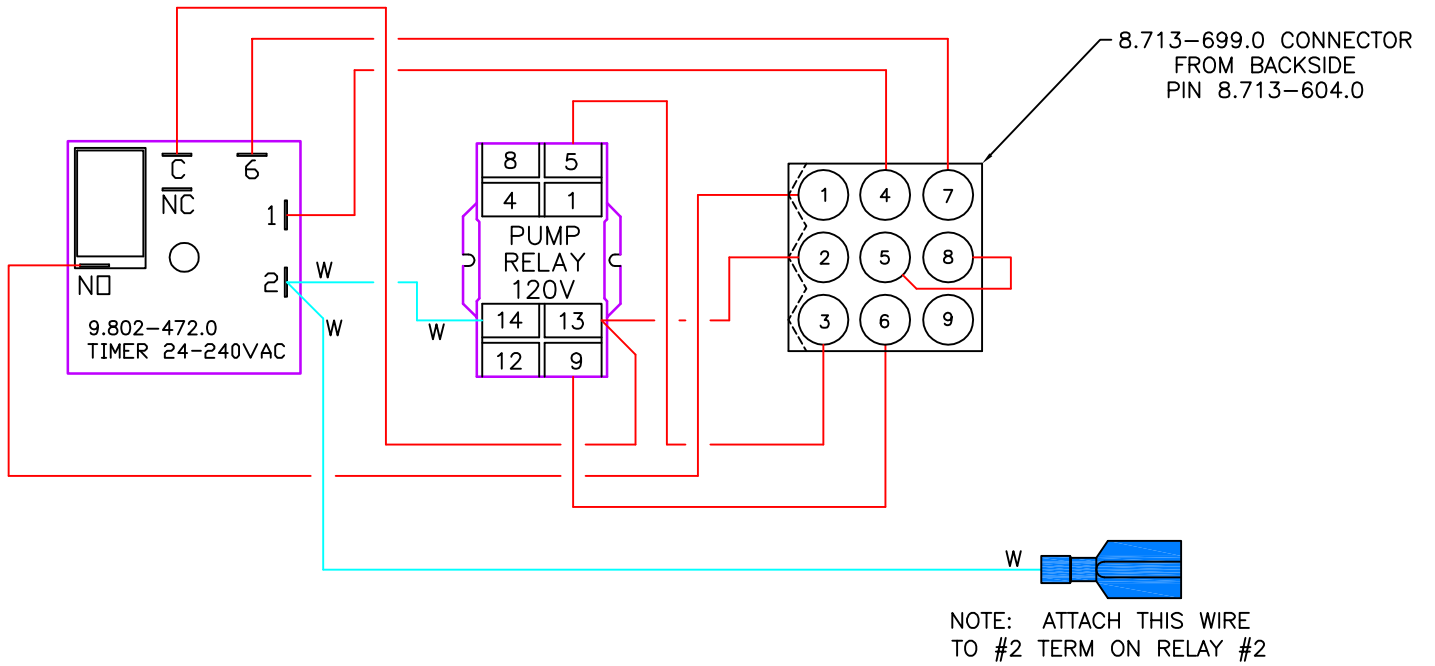 8.713-699.0 CONNECTOR
FROM BACKSIDE
PIN 8.713-604.0
C
6
NC
1
2
NO
9.802-472.0
TIMER 24-240VAC
W
W
W
8 5
4 1
PUMP
RELAY
120V
14 13
12 9
1 4 7
2 5 8
3 6 9
W
NOTE: ATTACH THIS WIRE
TO #2 TERM ON RELAY #2